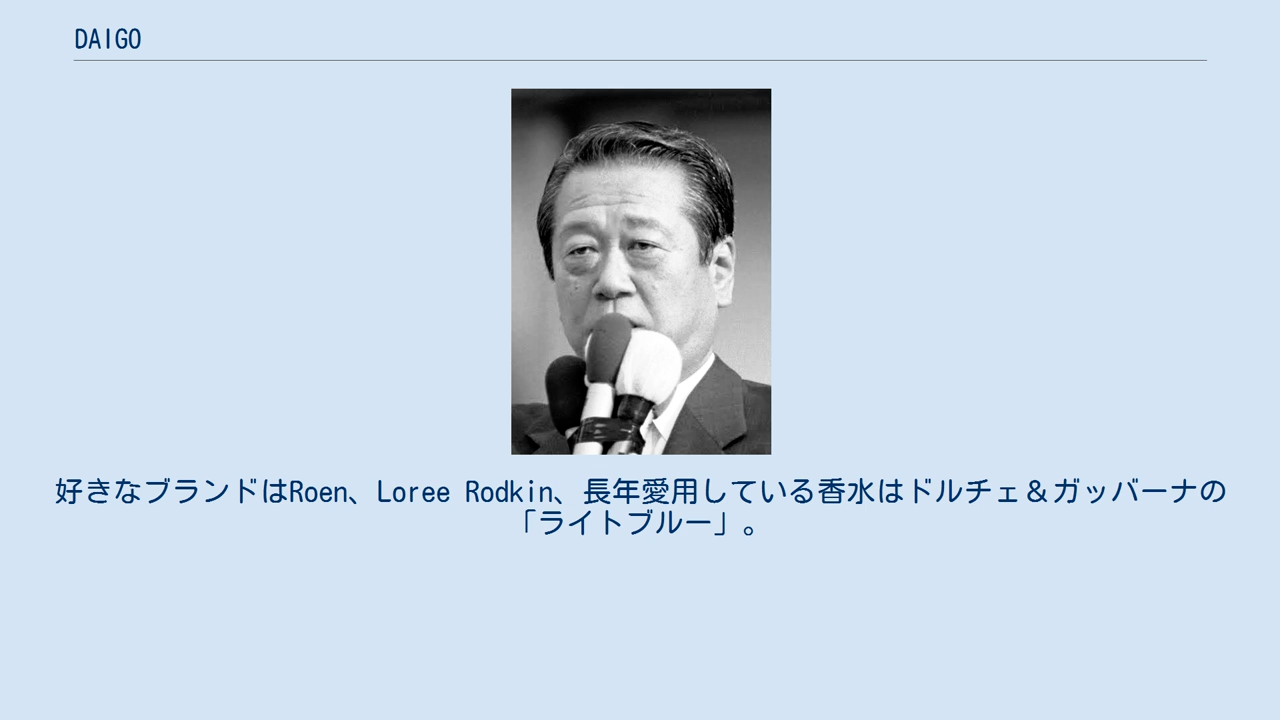 DAIGO
好きなブランドはRoen、Loree Rodkin、長年愛用している香水はドルチェ＆ガッバーナの
「ライトブルー」。